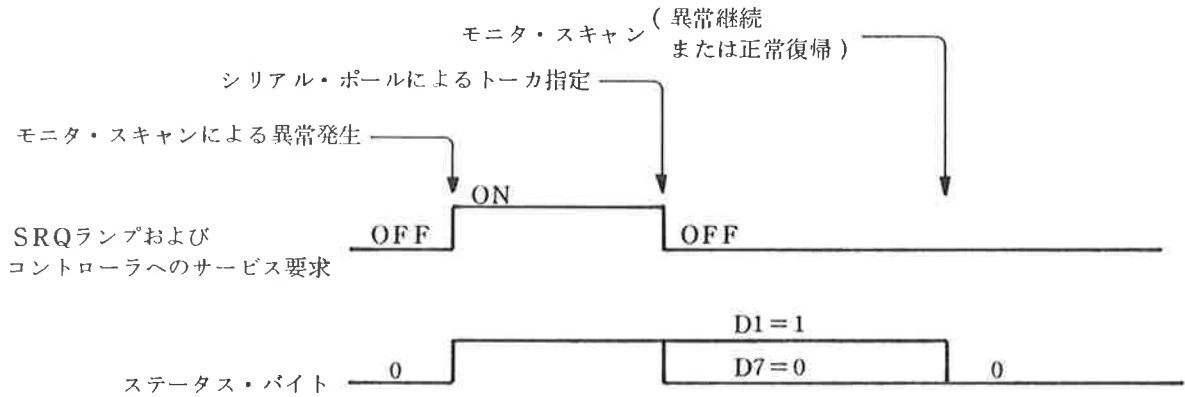 モニタ・スキャン ( 異常継続
または正常復帰 )
シリアル・ポールによるトーカ指定
モニタ・スキャンによる異常発生
ON
OFF
OFF
SRQランプおよび
コントローラへのサービス要求
D1=1
D7=0
0
0
ステータス・バイト